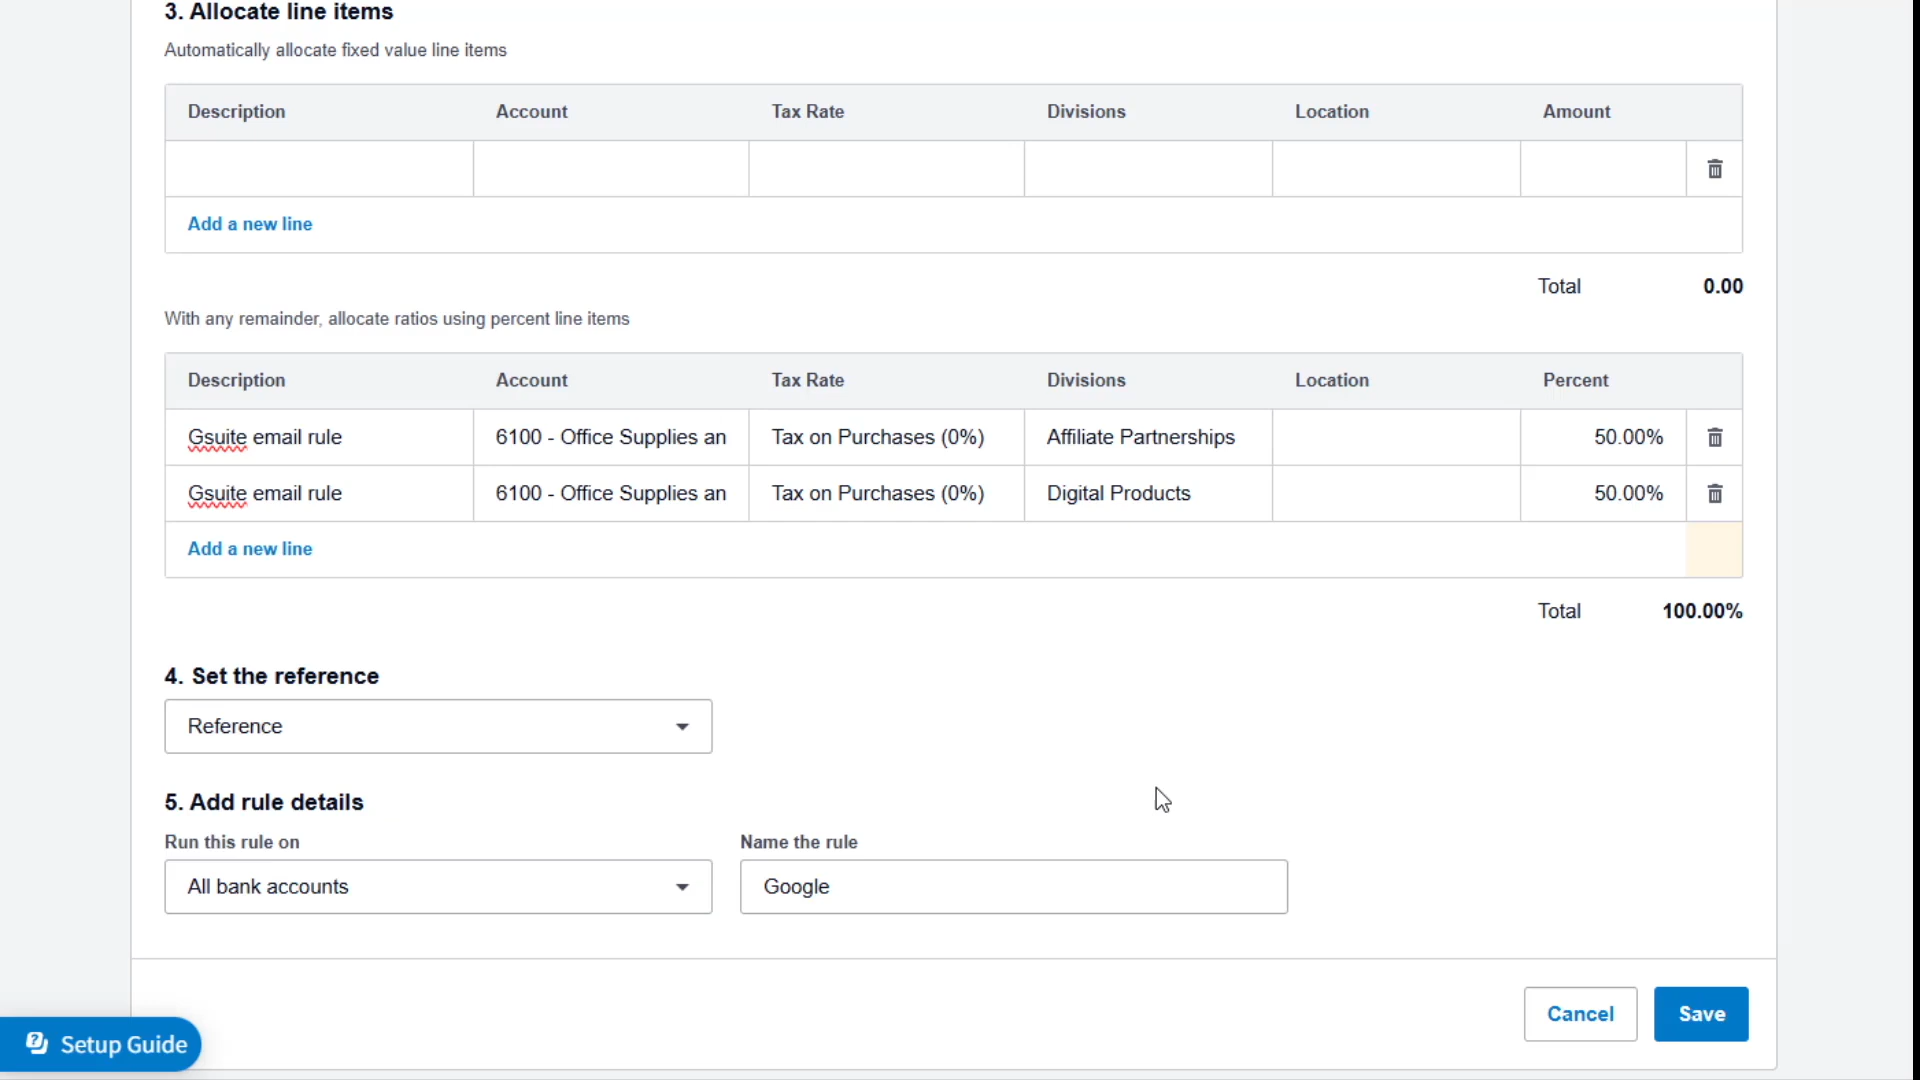 3. Allocate line items
Automatically allocate fixed value line items
Description Account Tax Rate Divisions Location Amount
Add a new line
Total 0.00
With any remainder, allocate ratios using percent line items
Description Account Tax Rate Divisions Location Percent
Gsuite email rule 6100 - Office Supplies an Tax on Purchases (0%) Affiliate Partnerships 50.00%
Gsuite email rule 6100 - Office Supplies an Tax on Purchases (0%) Digital Products 50.00%
Add a new line
Total 100.00%
4. Set the reference
Reference
5. Add rule details
Run this rule on Name the rule
All bank accounts Google
Cancel Save
Setup Guide